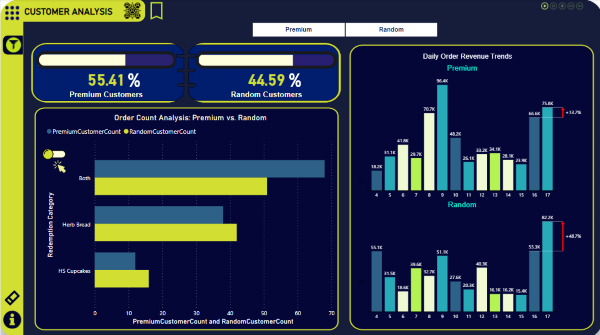 CUSTOMER ANALYSIS
Premium Random
55.41 % 44.59 %
Premium Customers Random Customers
Order Count Analysis: Premium vs. Random
PremiumCustomerCount RandomCustomerCount
Redemption Category
Both
Herb Bread
HS Cupcakes
0 10 20 30 40 50 60 70
PremiumCustomerCount and RandomCustomerCount
Daily Order Revenue Trends
Premium
96.4K
75.8K
70.7K
+13.7%
66.6K
48.2K
41.8K
31.1K
29.7K
33.2K 34.1K
18.2K
26.1K
28.1K
23.9K
4 5 6 7 8 9 10 11 12 13 14 15 16 17
Random
82.2K
55.1K
51.1K
55.3K
+48.7%
39.6K
40.3K
31.5K
32.7K
27.6K
18.6K
20.3K
16.1K 16.2K 15.4K
4 5 6 7 8 9 10 11 12 13 14 15 16 17